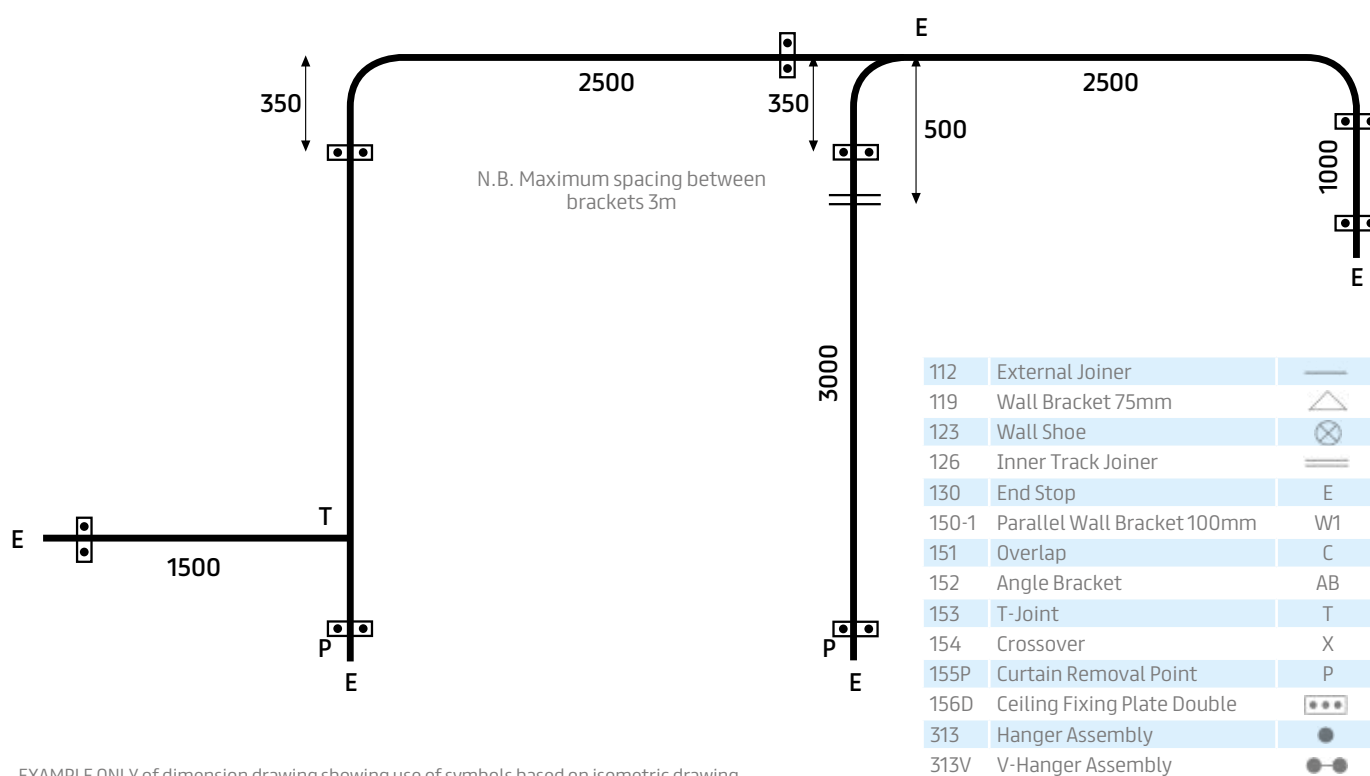 E
350
2500
350
2500
500
1000
N.B. Maximum spacing between
brackets 3m
E
3000
T
E
1500
P
E
P
E
112 External Joiner
119 Wall Bracket 75mm
123 Wall Shoe
126 Inner Track Joiner
130 End Stop E
150-1 Parallel Wall Bracket 100mm W1
151 Overlap C
152 Angle Bracket AB
153 T-Joint T
154 Crossover X
155P Curtain Removal Point P
156D Ceiling Fixing Plate Double
313 Hanger Assembly
313V V-Hanger Assembly
EXAMPLE ONLY of dimension drawing showing use of symbols based on isometric drawing